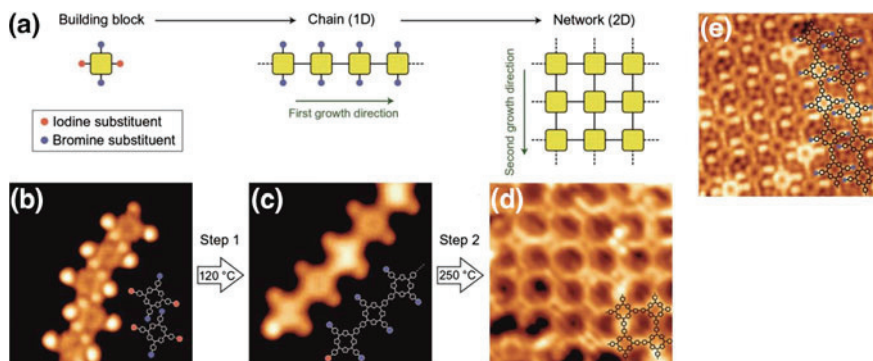 (a)
Building block
Chain (1D)
Network (2D)
First growth direction
Second growth direction
Iodine substituent
Bromine substituent
(b)
Step 1
120 °C
(c)
Step 2
250 °C
(d)
(e)